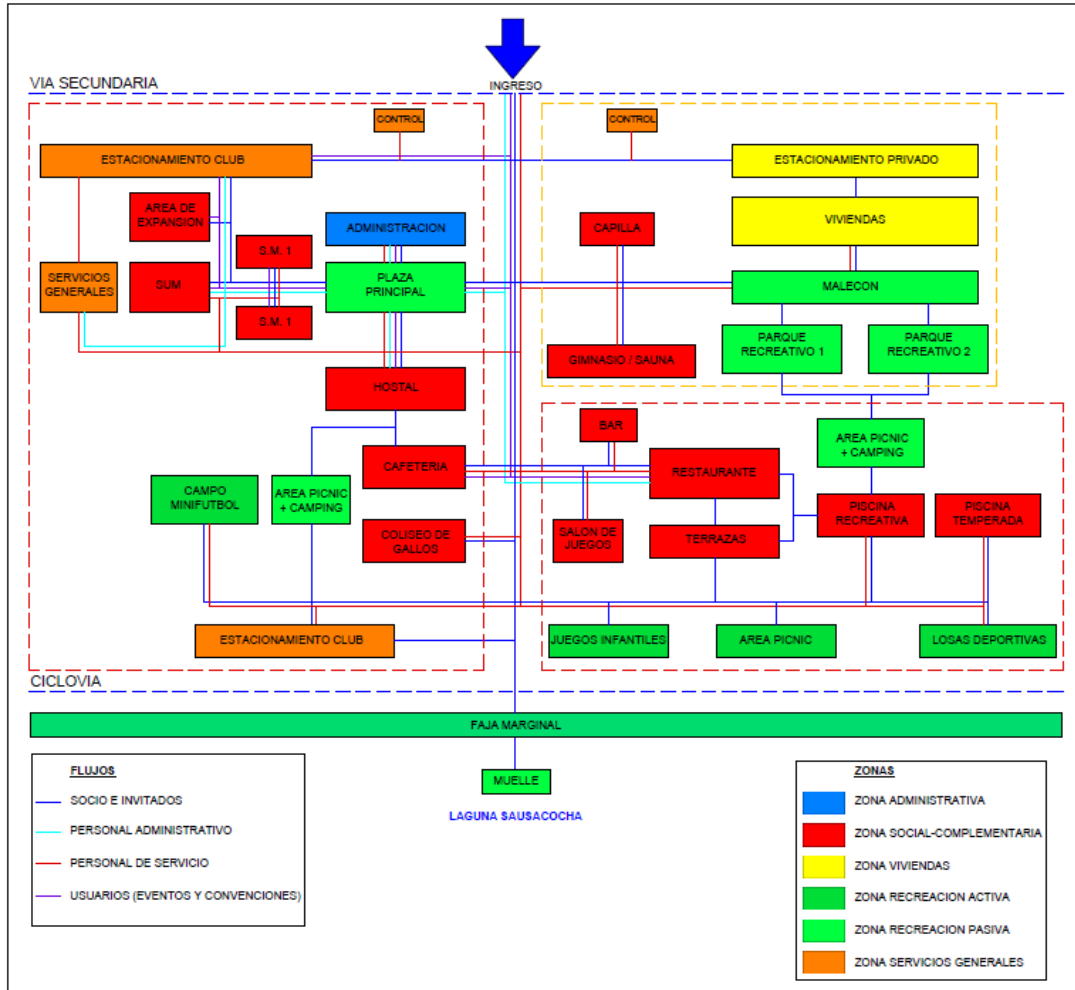 INGRESO
VIA SECUNDARIA
CONTROL
CONTROL
ESTACIONAMIENTO CLUB
ESTACIONAMIENTO PRIVADO
AREA DE
EXPANSION
ADMINISTRACION
CAPILLA
VIVIENDAS
S.M. 1
SERVICIOS
GENERALES
SUM
PLAZA
PRINCIPAL
MALECON
S.M. 1
PARQUE
RECREATIVO 1
PARQUE
RECREATIVO 2
GIMNASIO / SAUNA
HOSTAL
BAR
AREA PICNIC
+ CAMPING
CAFETERIA
RESTAURANTE
CAMPO
MINIFUTBOL
AREA PICNIC
+ CAMPING
COLISEO DE
GALLOS
SALON DE
JUEGOS
TERRAZAS
PISCINA
RECREATIVA
PISCINA
TEMPERADA
ESTACIONAMIENTO CLUB
JUEGOS INFANTILES
AREA PICNIC
LOSAS DEPORTIVAS
CICLOVIA
FAJA MARGINAL
MUELLE
LAGUNA SAUSACOCHA
FLUJOS
SOCIO E INVITADOS
PERSONAL ADMINISTRATIVO
PERSONAL DE SERVICIO
USUARIOS (EVENTOS Y CONVENCIONES)
ZONAS
ZONA ADMINISTRATIVA
ZONA SOCIAL-COMPLEMENTARIA
ZONA VIVIENDAS
ZONA RECREACION ACTIVA
ZONA RECREACION PASIVA
ZONA SERVICIOS GENERALES